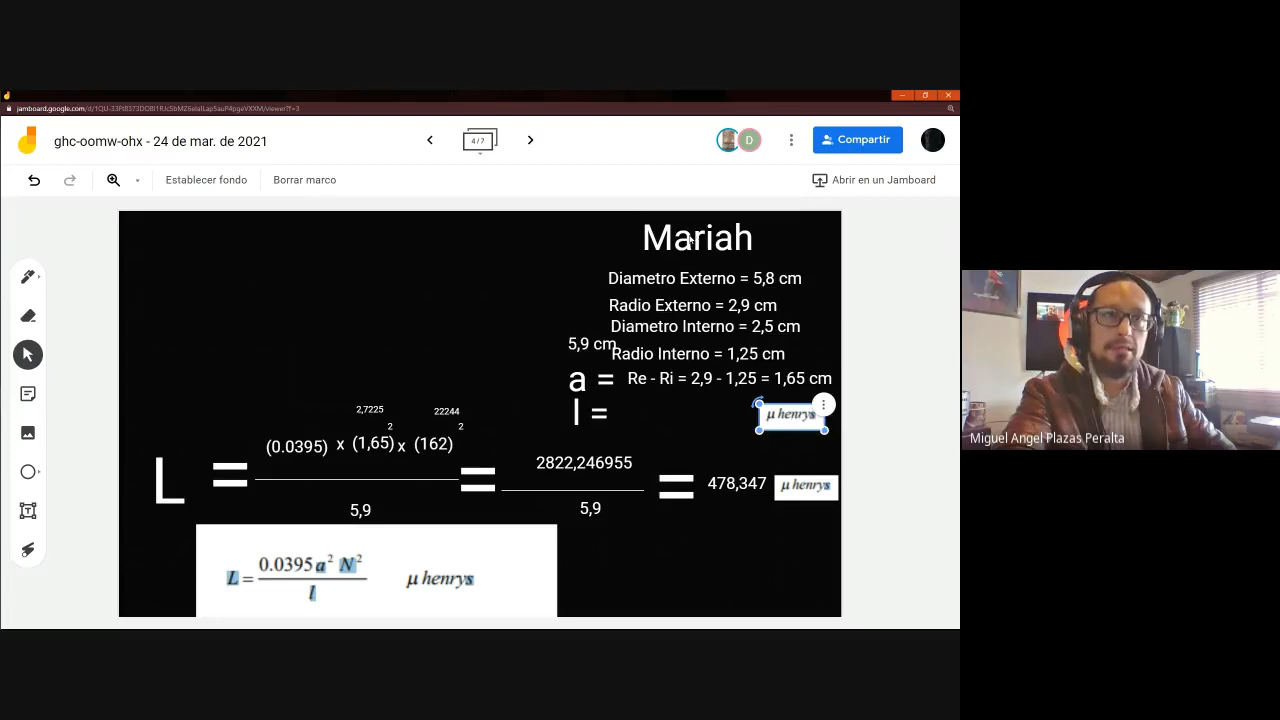 ghc-oomw-ohx - 24 de mar. de 2021
4 / 7
D
Compartir
Establecer fondo
Borrar marco
Abrir en un Jamboard
Mariah
Diametro Externo = 5,8 cm
Radio Externo = 2,9 cm
Diametro Interno = 2,5 cm
5,9 cm
Radio Interno = 1,25 cm
a = Re - Ri = 2,9 - 1,25 = 1,65 cm
l =
μ henrys
2,7225 22244
2 2
L = (0.0395) x (1,65) x (162)
5,9
= 2822,246955
5,9
= 478,347 μ henrys
L = 0.0395 a² N²
l
μ henrys
Miguel Angel Plazas Peralta